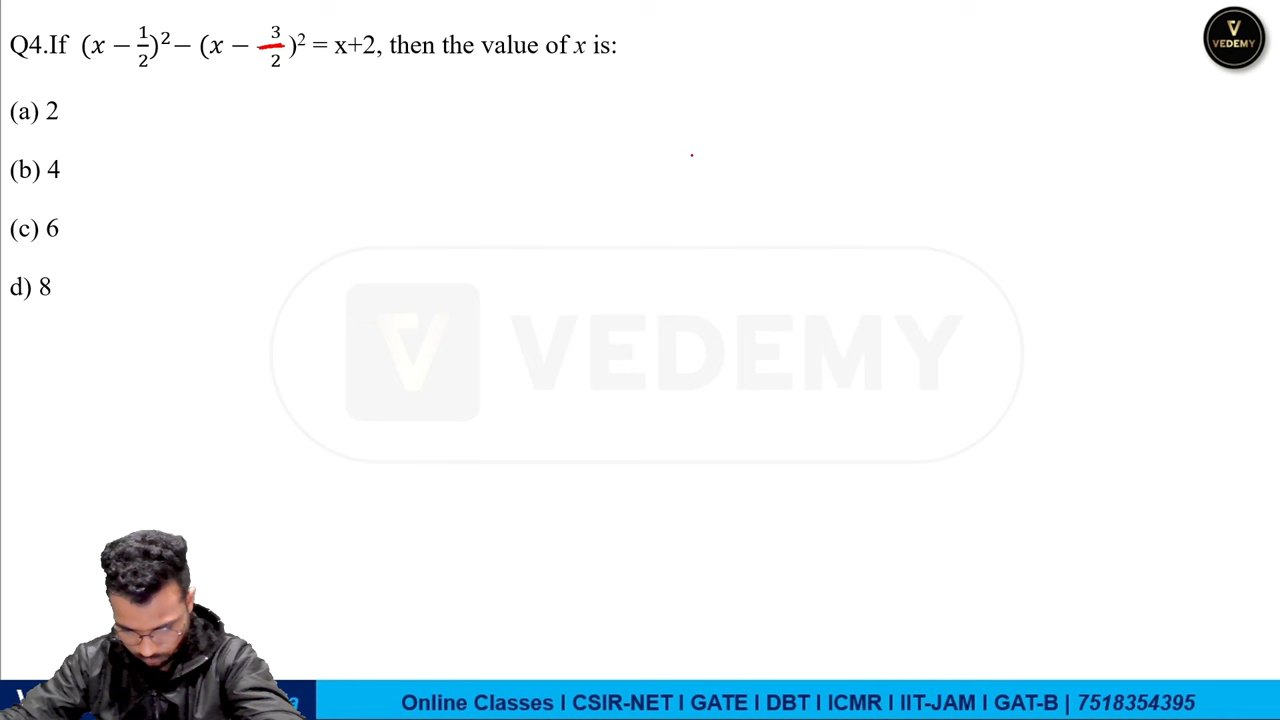 Q4.If (x − 1/2)² − (x − 3/2)² = x+2, then the value of x is:
VEDEMY
(a) 2
(b) 4
(c) 6
d) 8
VEDEMY
Online Classes I CSIR-NET I GATE I DBT I ICMR I IIT-JAM I GAT-B | 7518354395